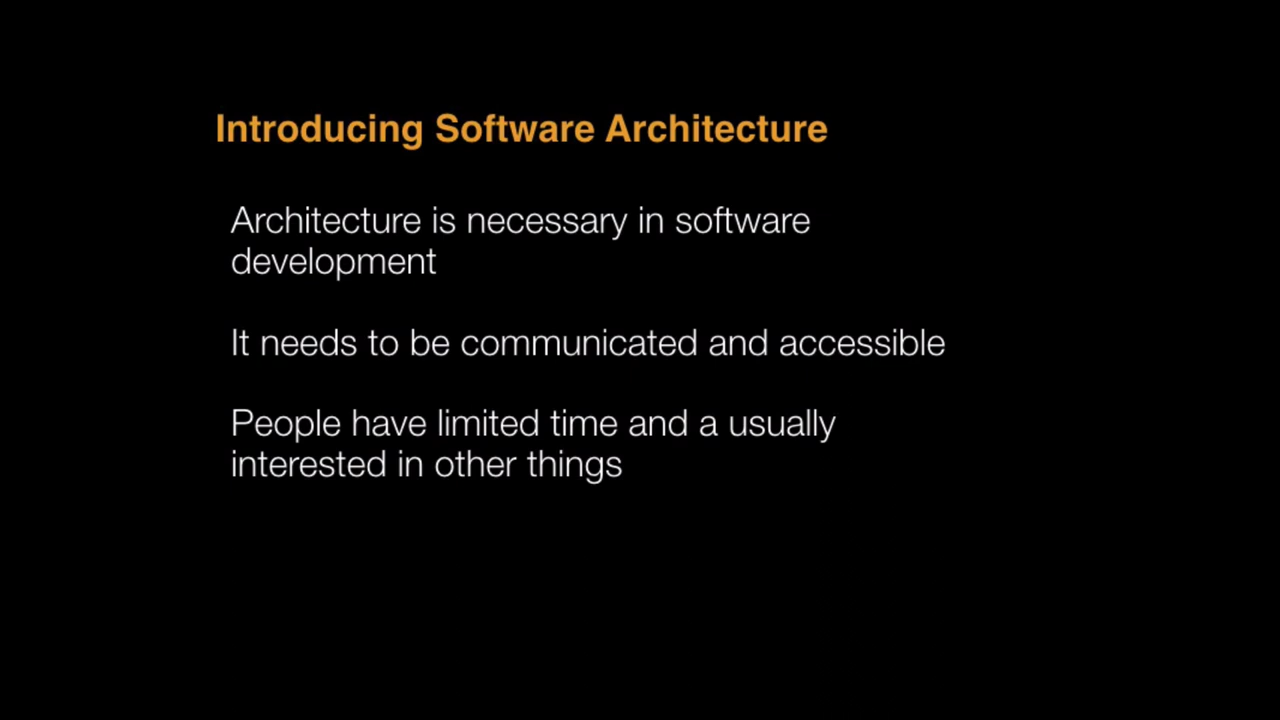 Introducing Software Architecture
Architecture is necessary in software
development
It needs to be communicated and accessible
People have limited time and a usually
interested in other things